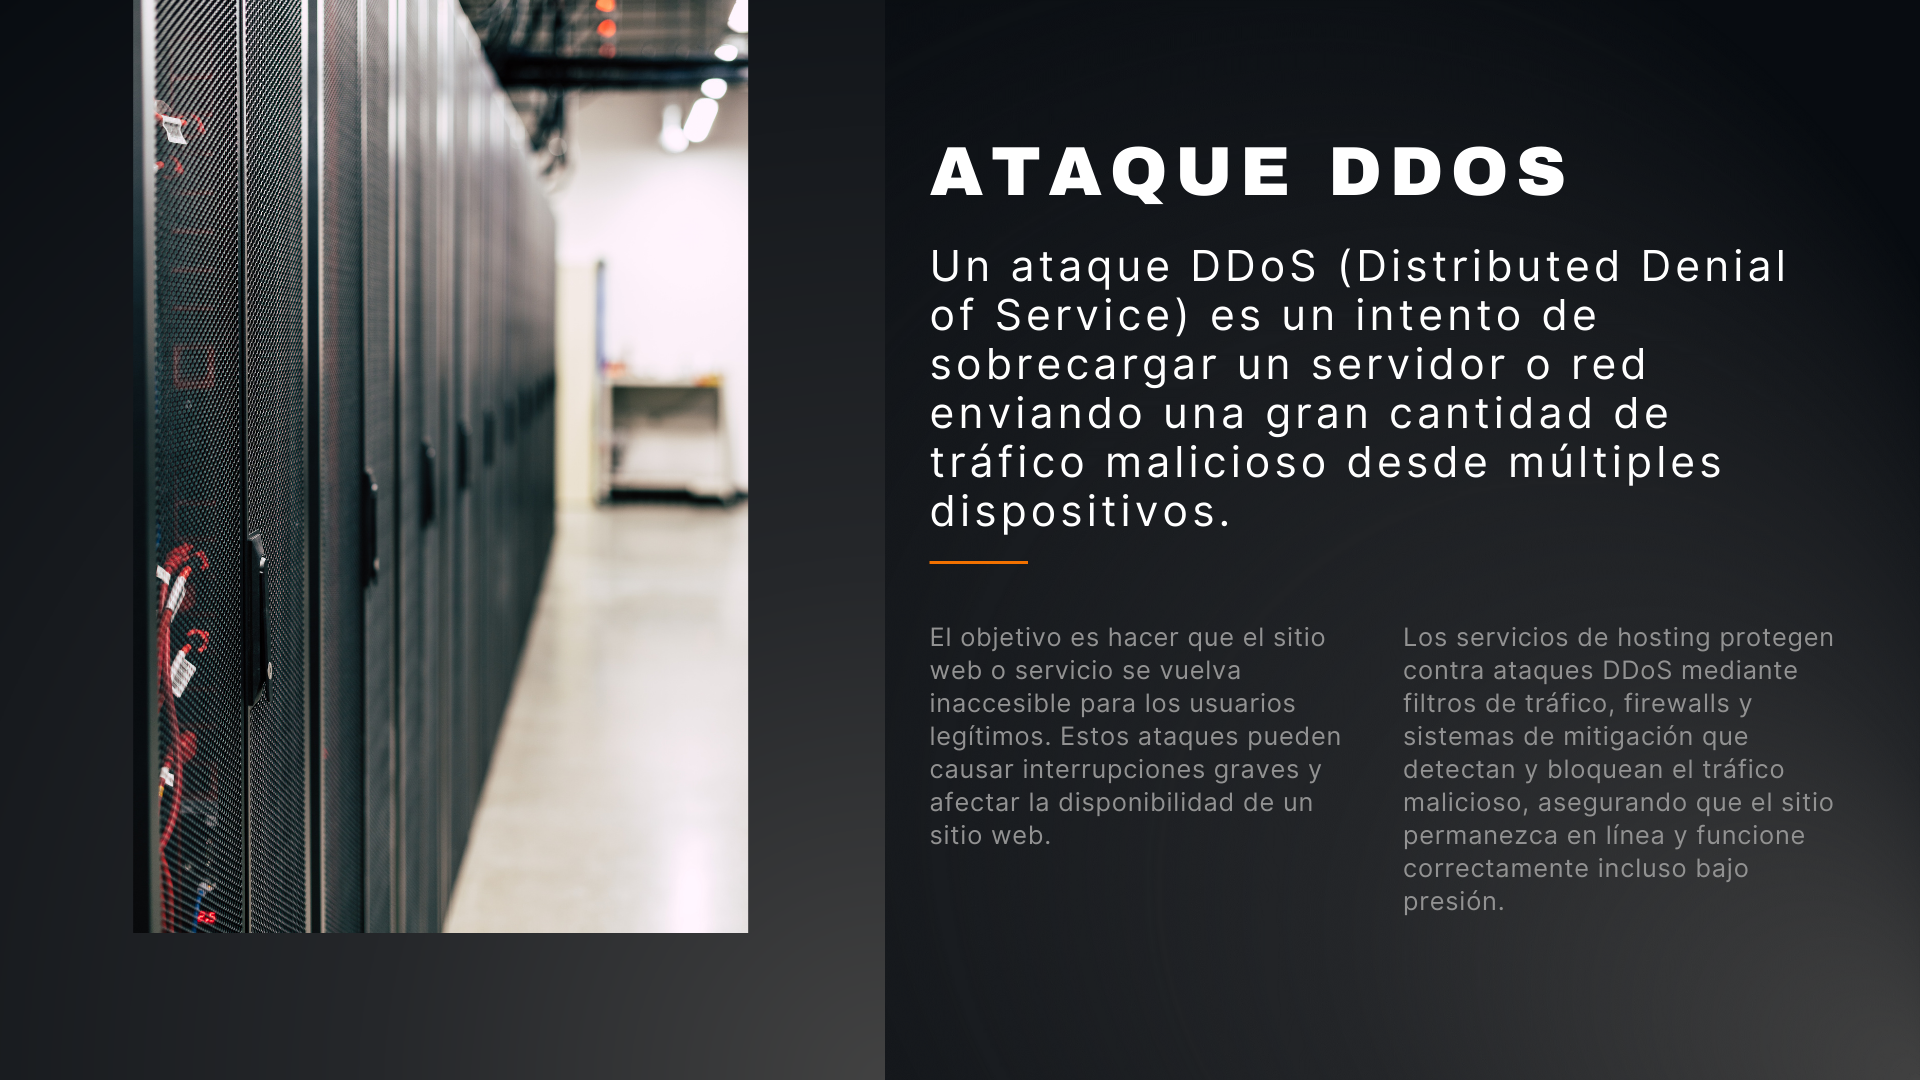 ATAQUE DDOS
Un ataque DDoS (Distributed Denial
of Service) es un intento de
sobrecargar un servidor o red
enviando una gran cantidad de
tráfico malicioso desde múltiples
dispositivos.
El objetivo es hacer que el sitio
web o servicio se vuelva
inaccesible para los usuarios
legítimos. Estos ataques pueden
causar interrupciones graves y
afectar la disponibilidad de un
sitio web.
Los servicios de hosting protegen
contra ataques DDoS mediante
filtros de tráfico, firewalls y
sistemas de mitigación que
detectan y bloquean el tráfico
malicioso, asegurando que el sitio
permanezca en línea y funcione
correctamente incluso bajo
presión.
2.5